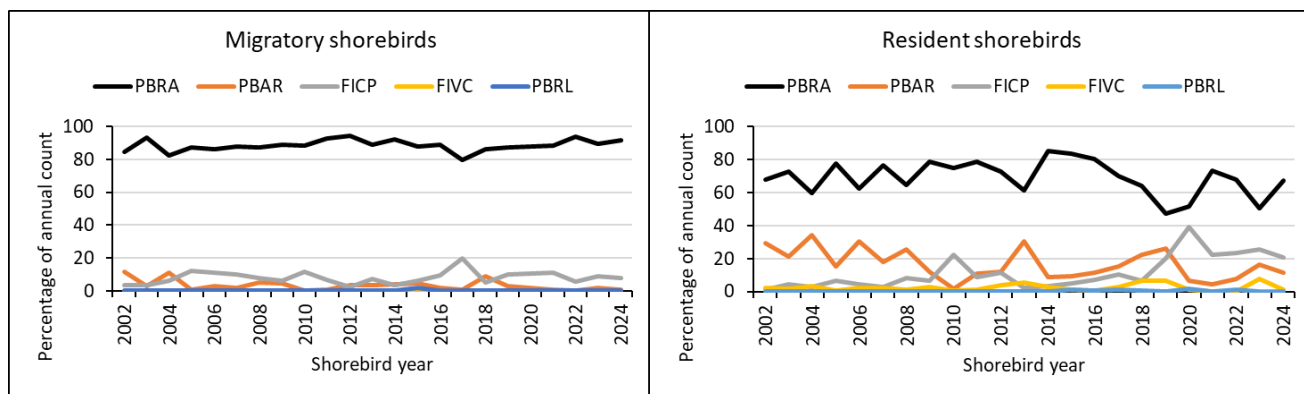 Migratory shorebirds
PBRA PBAR FICP FIVC PBRL
Percentage of annual count
100
80
60
40
20
0
2002 2004 2006 2008 2010 2012 2014 2016 2018 2020 2022 2024
Shorebird year
Resident shorebirds
PBRA PBAR FICP FIVC PBRL
Percentage of annual count
100
80
60
40
20
0
2002 2004 2006 2008 2010 2012 2014 2016 2018 2020 2022 2024
Shorebird year